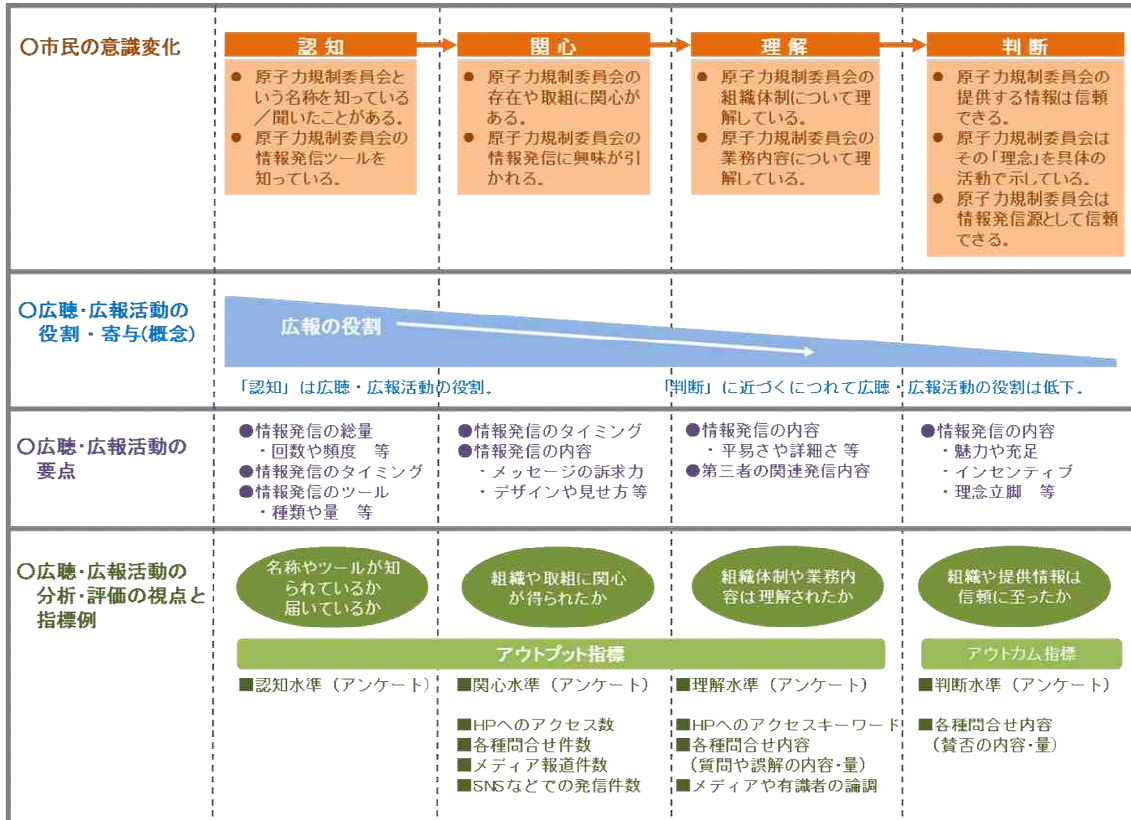 〇市民の意識変化
認知
関心
理解
判断
● 原子力規制委員会と
いう名称を知っている
／聞いたことがある。
● 原子力規制委員会の
情報発信ツールを
知っている。
● 原子力規制委員会の
存在や取組に関心が
ある。
● 原子力規制委員会の
情報発信に興味が引
かれる。
● 原子力規制委員会の
組織体制について理
解している。
● 原子力規制委員会の
業務内容について理
解している。
● 原子力規制委員会の
提供する情報は信頼
できる。
● 原子力規制委員会は
その「理念」を具体の
活動で示している。
● 原子力規制委員会は
情報発信源として信頼
できる。
〇広聴・広報活動の
役割・寄与(概念)
広報の役割
「認知」は広聴・広報活動の役割。
「判断」に近づくにつれて広聴・広報活動の役割は低下。
〇広聴・広報活動の
要点
●情報発信の総量
・回数や頻度 等
●情報発信のタイミング
●情報発信のツール
・種類や量 等
●情報発信のタイミング
●情報発信の内容
・メッセージの訴求力
・デザインや見せ方 等
●情報発信の内容
・平易さや詳細さ 等
●第三者の関連発信内容
●情報発信の内容
・魅力や充足
・インセンティブ
・理念立脚 等
〇広聴・広報活動の
分析・評価の視点と
指標例
名称やツールが知
られているか
届いているか
組織や取組に関心
が得られたか
組織体制や業務内
容は理解されたか
組織や提供情報は
信頼に至ったか
アウトプット指標
アウトカム指標
■認知水準（アンケート）
■関心水準（アンケート）
■HPへのアクセス数
■各種問合せ件数
■メディア報道件数
■SNSなどでの発信件数
■理解水準（アンケート）
■HPへのアクセスキーワード
■各種問合せ内容
（質問や誤解の内容・量）
■メディアや有識者の論調
■判断水準（アンケート）
■各種問合せ内容
（賛否の内容・量）